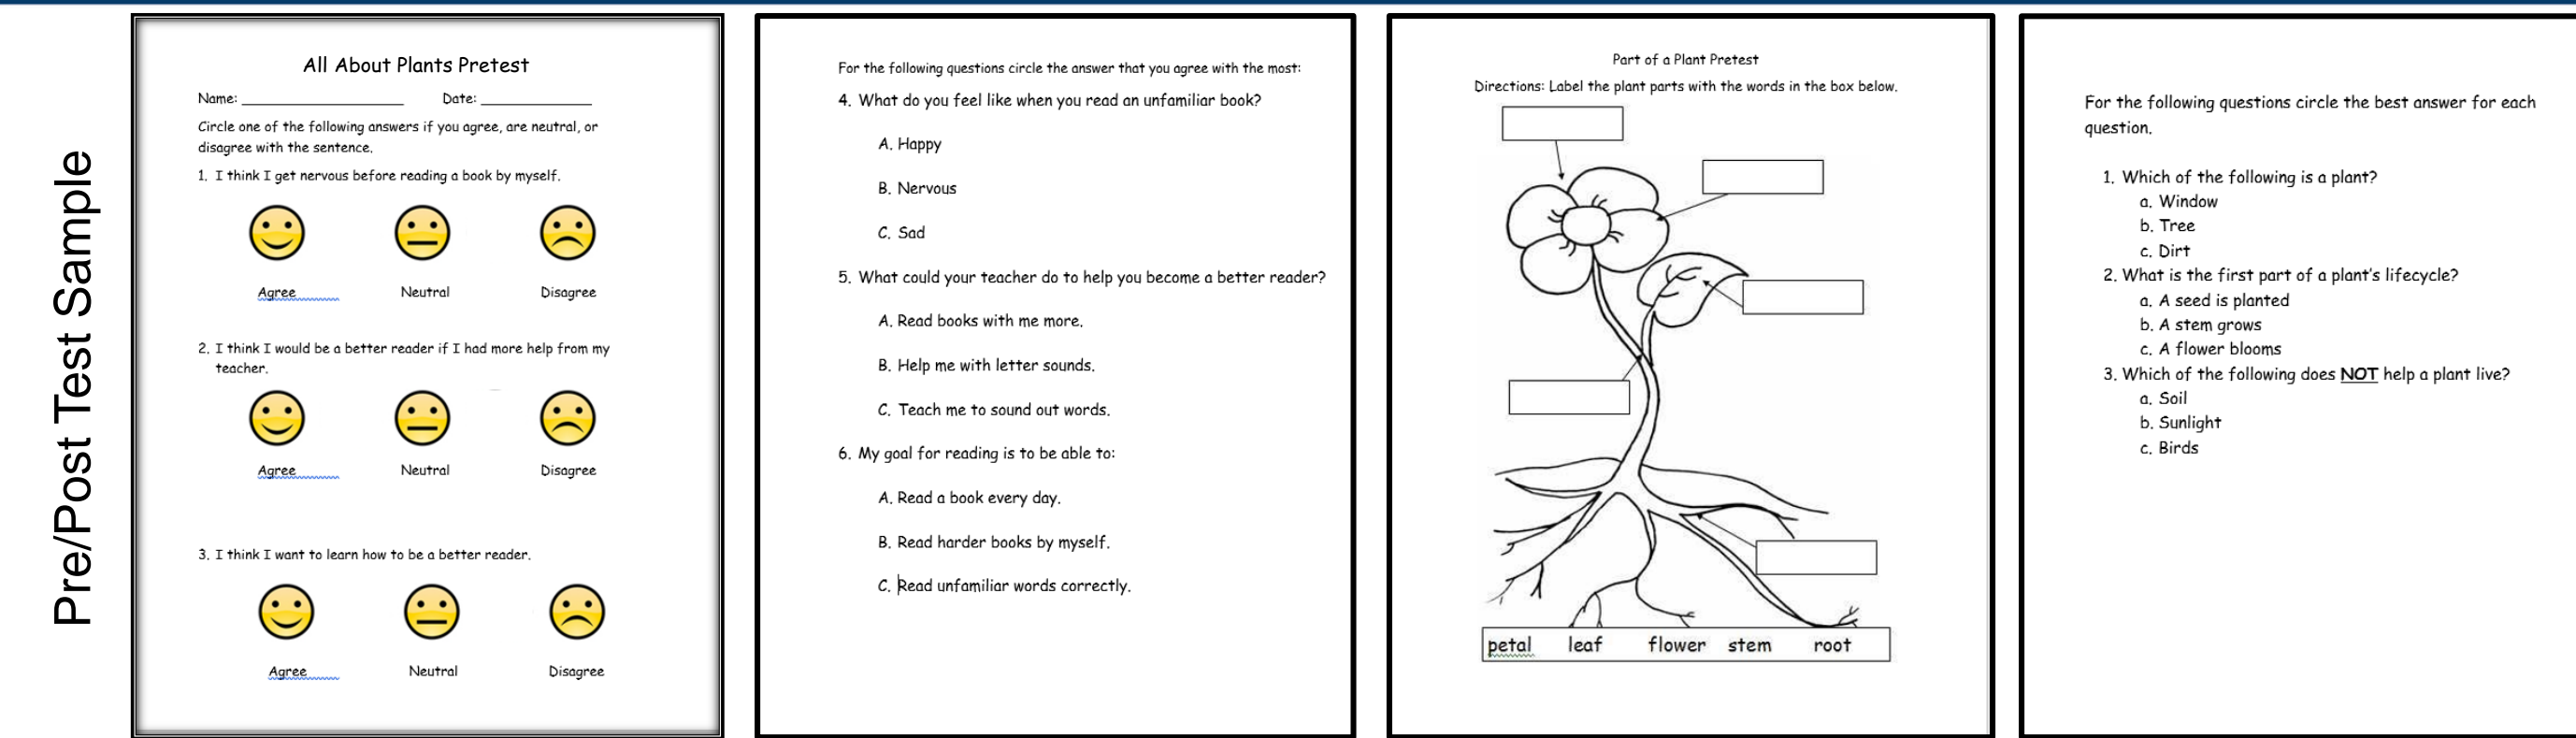 Pre/Post Test Sample
All About Plants Pretest
Name: ____________________ Date: ______________
Circle one of the following answers if you agree, are neutral, or
disagree with the sentence.
1. I think I get nervous before reading a book by myself.
Agree Neutral Disagree
2. I think I would be a better reader if I had more help from my
teacher.
Agree Neutral Disagree
3. I think I want to learn how to be a better reader.
Agree Neutral Disagree
For the following questions circle the answer that you agree with the most:
4. What do you feel like when you read an unfamiliar book?
A. Happy
B. Nervous
C. Sad
5. What could your teacher do to help you become a better reader?
A. Read books with me more.
B. Help me with letter sounds.
C. Teach me to sound out words.
6. My goal for reading is to be able to:
A. Read a book every day.
B. Read harder books by myself.
C. Read unfamiliar words correctly.
Part of a Plant Pretest
Directions: Label the plant parts with the words in the box below.
petal leaf flower stem root
For the following questions circle the best answer for each
question.
1. Which of the following is a plant?
a. Window
b. Tree
c. Dirt
2. What is the first part of a plant's lifecycle?
a. A seed is planted
b. A stem grows
c. A flower blooms
3. Which of the following does NOT help a plant live?
a. Soil
b. Sunlight
c. Birds